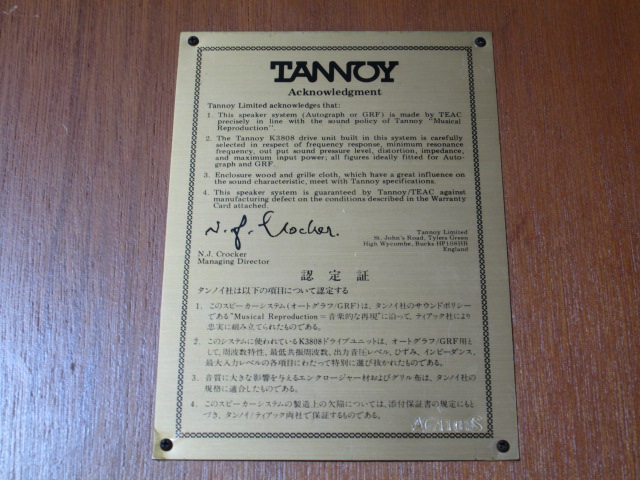 TANNOY
Acknowledgment
Tannoy Limited acknowledges that:
1. This speaker system (Autograph or GRF) is made by TEAC
precisely in line with the sound policy of Tannoy "Musical
Reproduction".
2. The Tannoy K3808 drive unit built in this system is carefully
selected in respect of frequency response, minimum resonance
frequency, out put sound pressure level, distortion, impedance,
and maximum input power, all figures ideally fitted for Auto-
graph and GRF.
3. Enclosure wood and grille cloth, which have a great influence on
the sound characteristic, meet with Tannoy specifications.
4. This speaker system is guaranteed by Tannoy/TEAC against
manufacturing defect on the conditions described in the Warranty
Card attached.
N. J. Crocker.
N.J. Crocker
Managing Director
Tannoy Limited
St. John's Road, Tylers Green
High Wycombe, Bucks
England
認定証
タンノイ社は以下の項目について認定する
1. このスピーカーシステム(オートグラフ/GRF)は、タンノイ社のサウンドポリシー
である"Musical Reproduction=音楽的な再現"に沿って、ティアック社により
忠実に組み立てられたものである。
2. このシステムに使われているK3808ドライブユニットは、オートグラフ/GRF用と
して、周波数特性、最低共振周波数、出力音圧レベル、ひずみ、インピーダンス、
最大入力レベルの各項目にわたって特別に選び抜かれたものである。
3. 音質に大きな影響を与えるエンクロージャー材およびグリル布は、タンノイ社の
規格に適合したものである。
4. このスピーカーシステムの製造上の欠陥については、添付保証書の規定にもと
づき、タンノイ/ティアック両社で保証するものである。